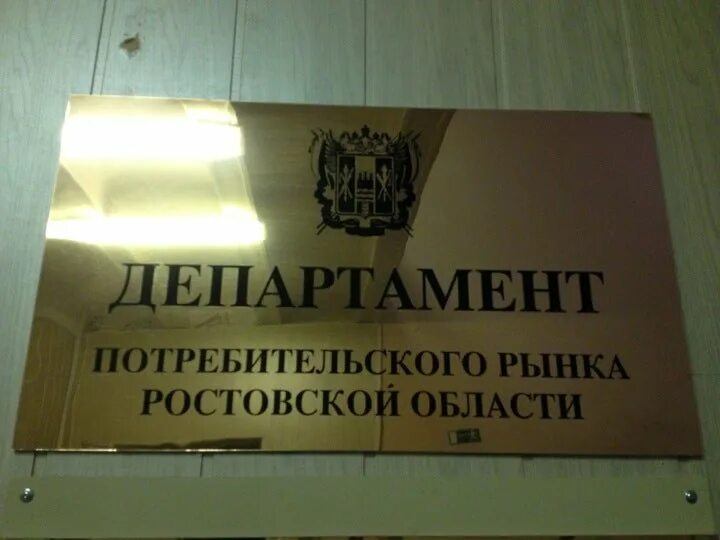 ДЕПАРТАМЕНТ
ПОТРЕБИТЕЛЬСКОГО РЫНКА
РОСТОВСКОЙ ОБЛАСТИ